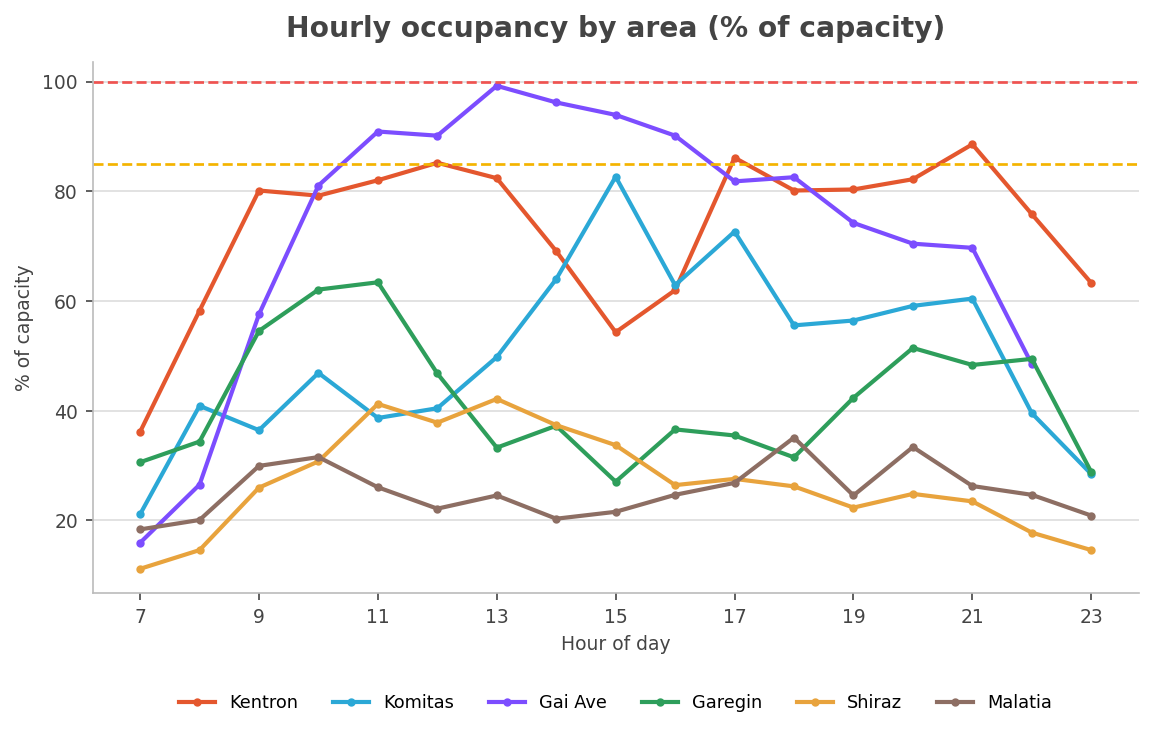 Hourly occupancy by area (% of capacity)
100
80
60
40
20
% of capacity
7 9 11 13 15 17 19 21 23
Hour of day
Kentron Komitas Gai Ave Garegin Shiraz Malatia